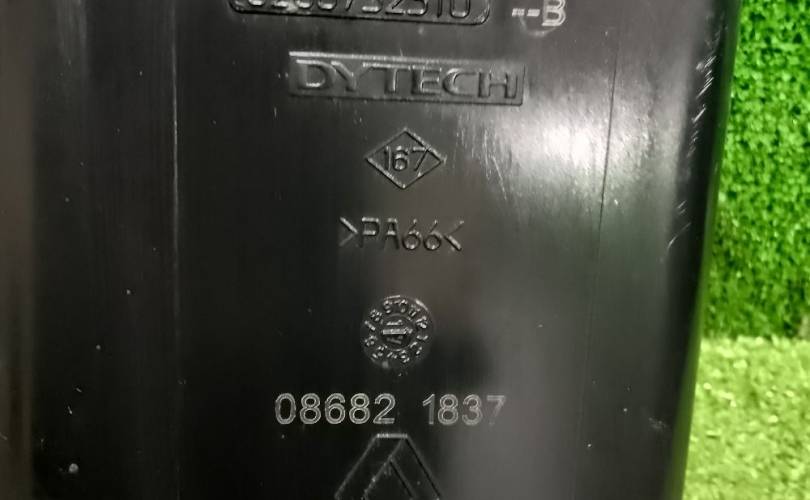 --B
DYTECH
167
>PA66<
08682 1837